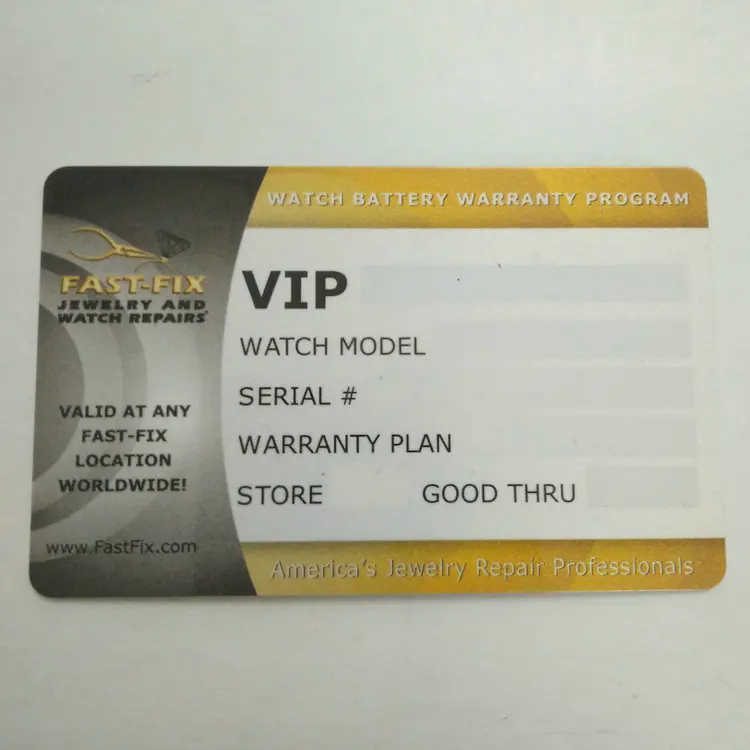 WATCH BATTERY WARRANTY PROGRAM
FAST-FIX
JEWELRY AND
WATCH REPAIRS
VALID AT ANY
FAST-FIX
LOCATION
WORLDWIDE!
www.FastFix.com
VIP
WATCH MODEL
SERIAL #
WARRANTY PLAN
STORE GOOD THRU
America's Jewelry Repair Professionals